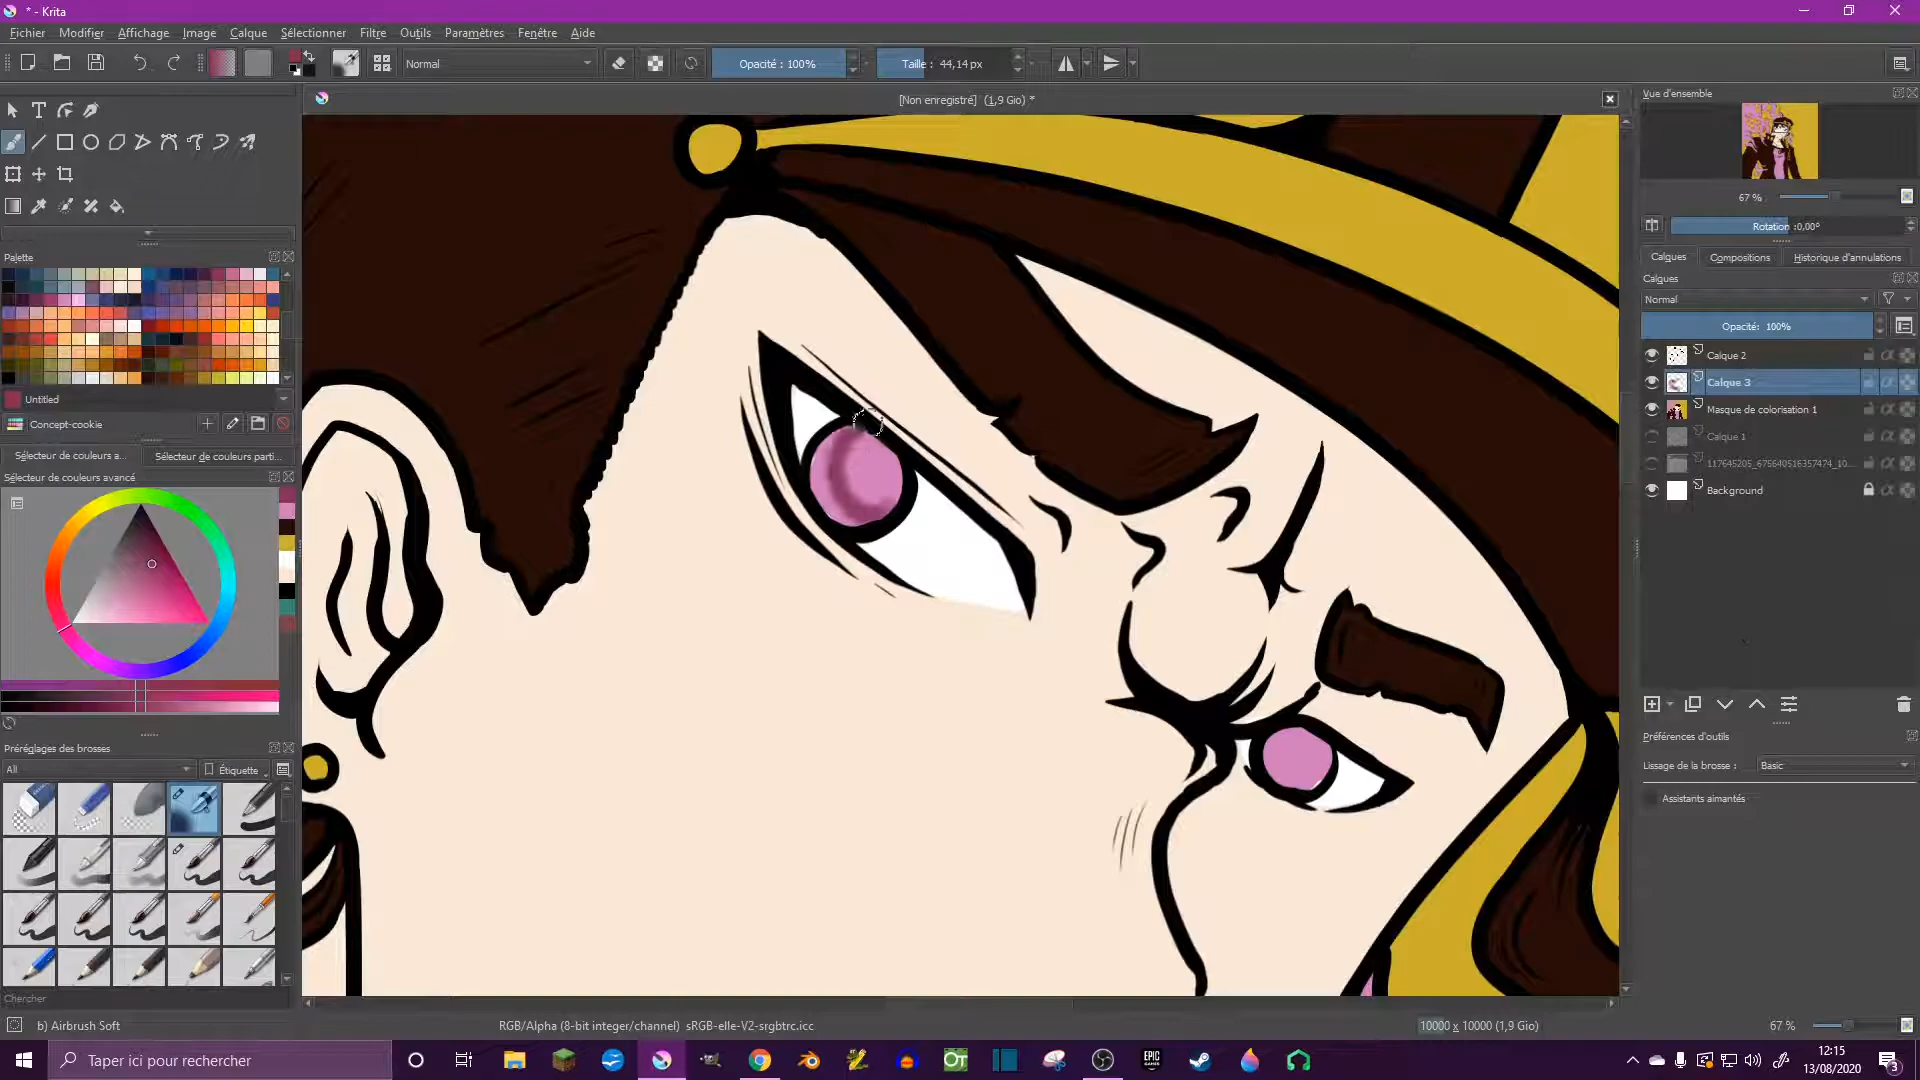 * - Krita
Fichier Modifier Affichage Image Calque Sélectionner Filtre Outils Paramètres Fenêtre Aide
Normal Opacité : 100% Taille : 44,14 px
[Non enregistré] (1,9 Gio) *
Vue d'ensemble
67 %
Rotation :0,00°
Palette
Untitled
Concept-cookie
Sélecteur de couleurs a... Sélecteur de couleurs parti...
Sélecteur de couleurs avancé
Calques Compositions Historique d'annulations
Calques
Normal
Opacité: 100%
Calque 2
Calque 3
Masque de colorisation 1
Calque 1
117645205_675640516357474_10...
Background
Préférences d'outils
Lissage de la brosse : Basic
Assistants aimantés
Préréglages des brosses
All Étiquette
Chercher
b) Airbrush Soft
RGB/Alpha (8-bit integer/channel) sRGB-elle-V2-srgbtrc.icc
10000 x 10000 (1,9 Gio)
67 %
Taper ici pour rechercher
OT
EPIC GAMES
12:15
13/08/2020
3